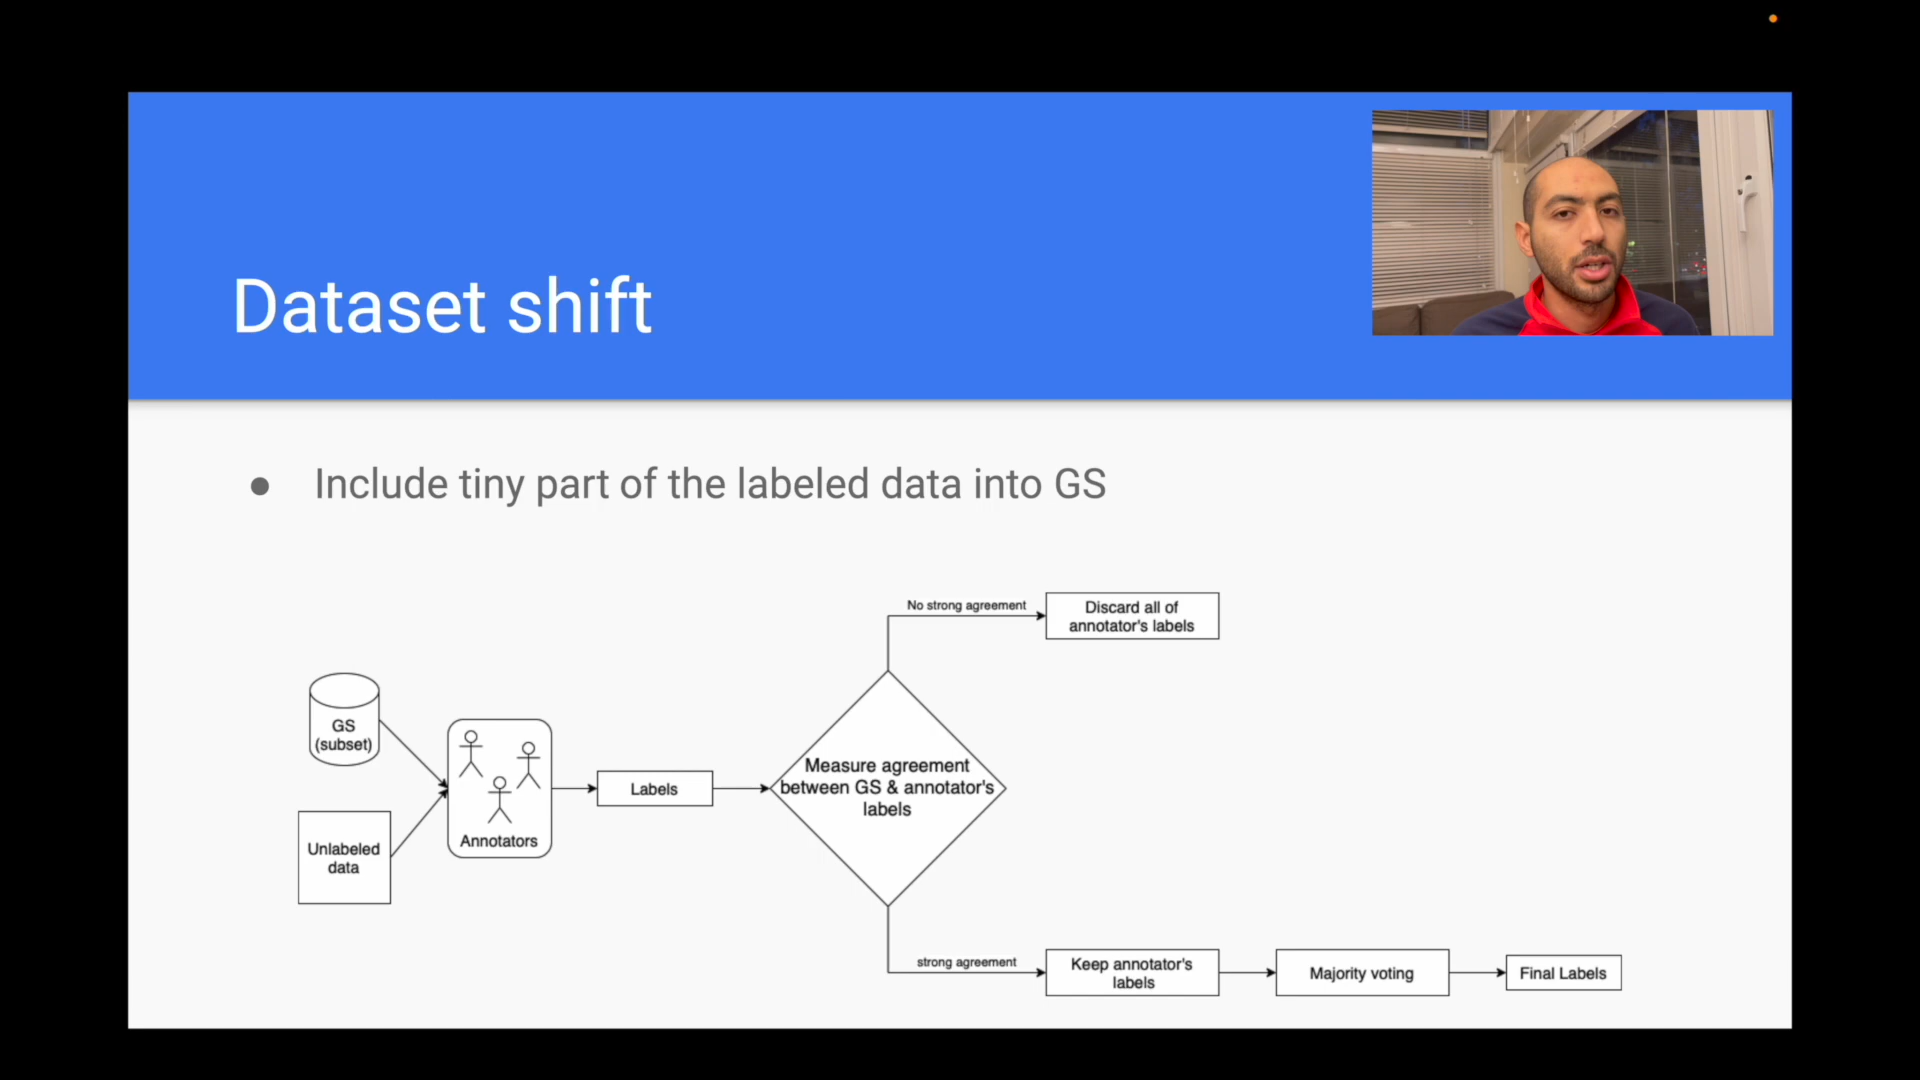 Dataset shift
● Include tiny part of the labeled data into GS
No strong agreement
Discard all of
annotator's labels
GS
(subset)
Unlabeled
data
Annotators
Labels
Measure agreement
between GS & annotator's
labels
strong agreement
Keep annotator's
labels
Majority voting
Final Labels